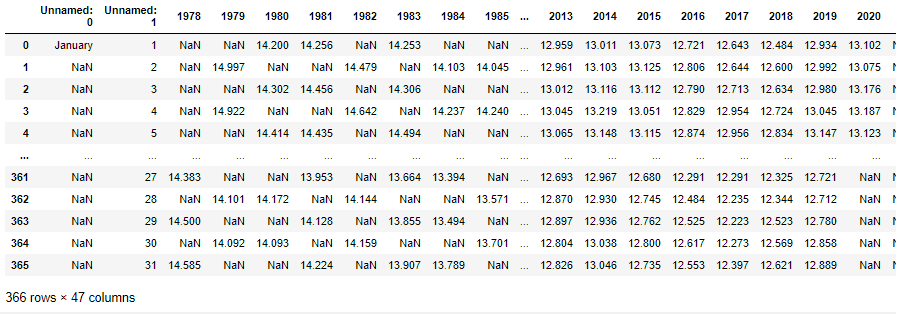 Unnamed: 0 Unnamed: 1 1978 1979 1980 1981 1982 1983 1984 1985 ... 2013 2014 2015 2016 2017 2018 2019 2020
0 January 1 NaN NaN 14.200 14.256 NaN 14.253 NaN NaN ... 12.959 13.011 13.073 12.721 12.643 12.484 12.934 13.102
1 NaN 2 NaN 14.997 NaN NaN 14.479 NaN 14.103 14.045 ... 12.961 13.103 13.125 12.806 12.644 12.600 12.992 13.075
2 NaN 3 NaN NaN 14.302 14.456 NaN 14.306 NaN NaN ... 13.012 13.116 13.112 12.790 12.713 12.634 12.980 13.176
3 NaN 4 NaN 14.922 NaN NaN 14.642 NaN 14.237 14.240 ... 13.045 13.219 13.051 12.829 12.954 12.724 13.045 13.187
4 NaN 5 NaN NaN 14.414 14.435 NaN 14.494 NaN NaN ... 13.065 13.148 13.115 12.874 12.956 12.834 13.147 13.123
... ... ... ... ... ... ... ... ... ... ... ... ... ... ... ... ... ... ... ...
361 NaN 27 14.383 NaN NaN 13.953 NaN 13.664 13.394 NaN ... 12.693 12.967 12.680 12.291 12.291 12.325 12.721 NaN
362 NaN 28 NaN 14.101 14.172 NaN 14.144 NaN NaN 13.571 ... 12.870 12.930 12.745 12.484 12.235 12.344 12.712 NaN
363 NaN 29 14.500 NaN NaN 14.128 NaN 13.855 13.494 NaN ... 12.897 12.936 12.762 12.525 12.223 12.523 12.780 NaN
364 NaN 30 NaN 14.092 14.093 NaN 14.159 NaN NaN 13.701 ... 12.804 13.038 12.800 12.617 12.273 12.569 12.858 NaN
365 NaN 31 14.585 NaN NaN 14.224 NaN 13.907 13.789 NaN ... 12.826 13.046 12.735 12.553 12.397 12.621 12.889 NaN
366 rows × 47 columns